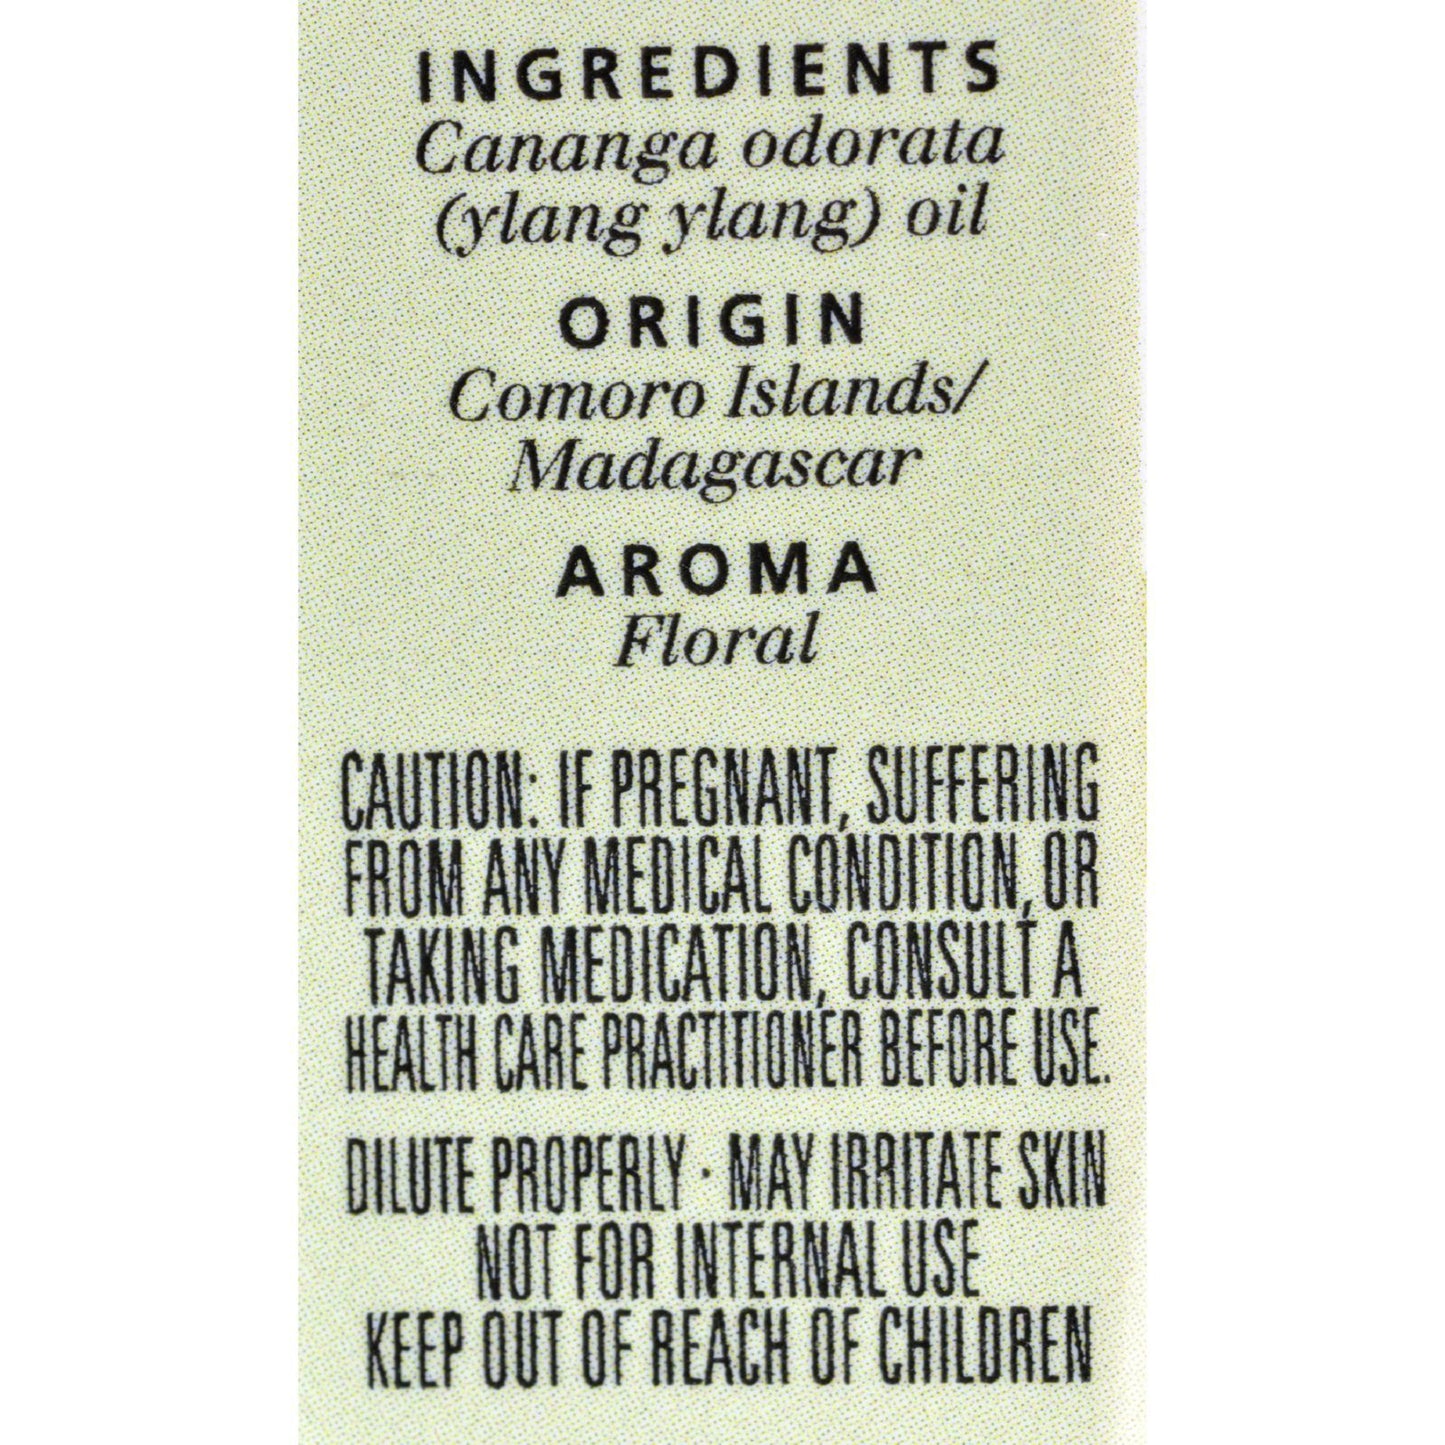 INGREDIENTS
Cananga odorata
(ylang ylang) oil
ORIGIN
Comoro Islands/
Madagascar
AROMA
Floral
CAUTION: IF PREGNANT, SUFFERING
FROM ANY MEDICAL CONDITION, OR
TAKING MEDICATION, CONSULT A
HEALTH CARE PRACTITIONER BEFORE USE.
DILUTE PROPERLY · MAY IRRITATE SKIN
NOT FOR INTERNAL USE
KEEP OUT OF REACH OF CHILDREN